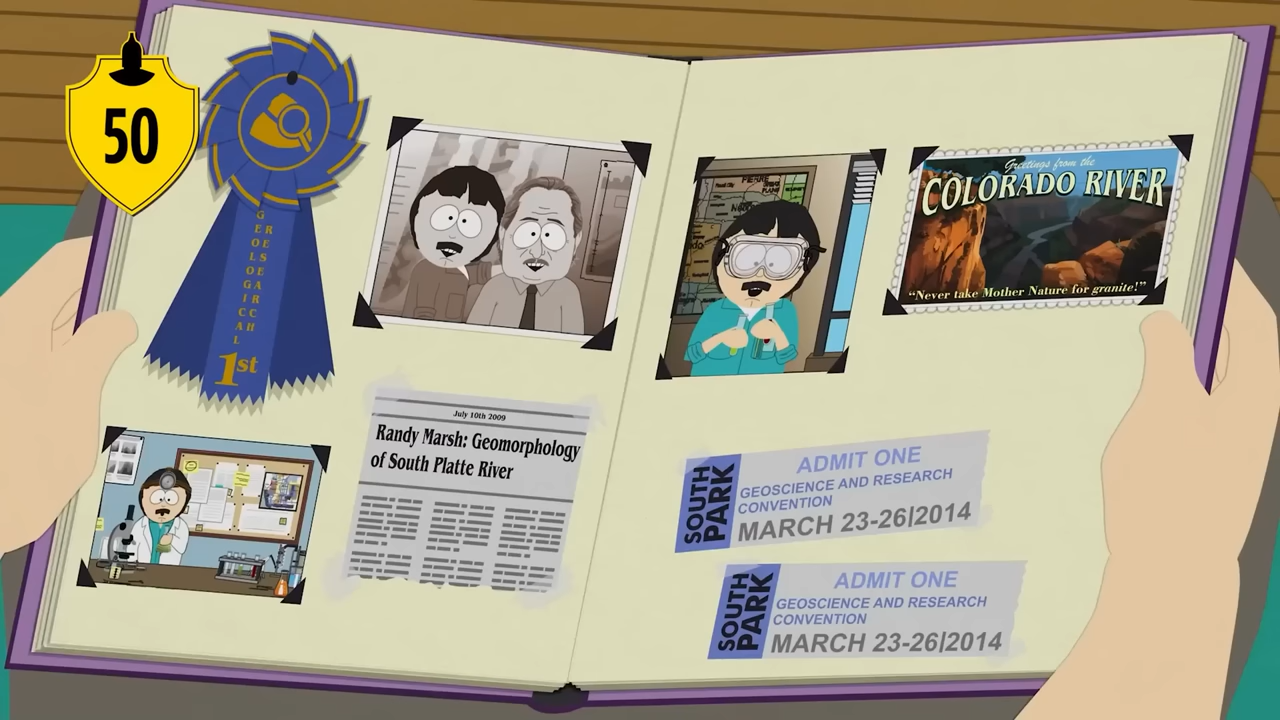 50
GEOLOGICAL
RESEARCH
1st
July 10th 2009
Randy Marsh: Geomorphology
of South Platte River
PIERRE
Greetings from the
COLORADO RIVER
"Never take Mother Nature for granite!"
SOUTH
PARK
ADMIT ONE
GEOSCIENCE AND RESEARCH
CONVENTION
MARCH 23-26|2014
SOUTH
PARK
ADMIT ONE
GEOSCIENCE AND RESEARCH
CONVENTION
MARCH 23-26|2014